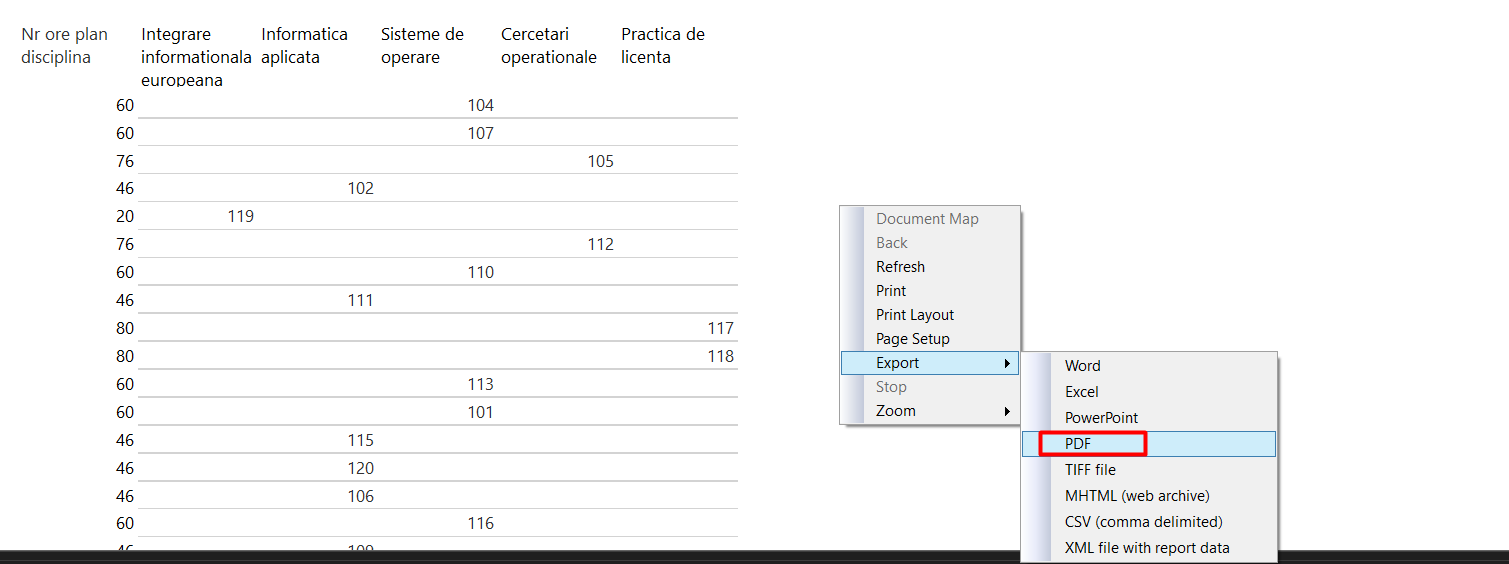 Nr ore plan disciplina
Integrare informationala europeana
Informatica aplicata
Sisteme de operare
Cercetari operationale
Practica de licenta
60 104
60 107
76 105
46 102
20 119
76 112
60 110
46 111
80 117
80 118
60 113
60 101
46 115
46 120
46 106
60 116
46 109
Document Map
Back
Refresh
Print
Print Layout
Page Setup
Export
Stop
Zoom
Word
Excel
PowerPoint
PDF
TIFF file
MHTML (web archive)
CSV (comma delimited)
XML file with report data